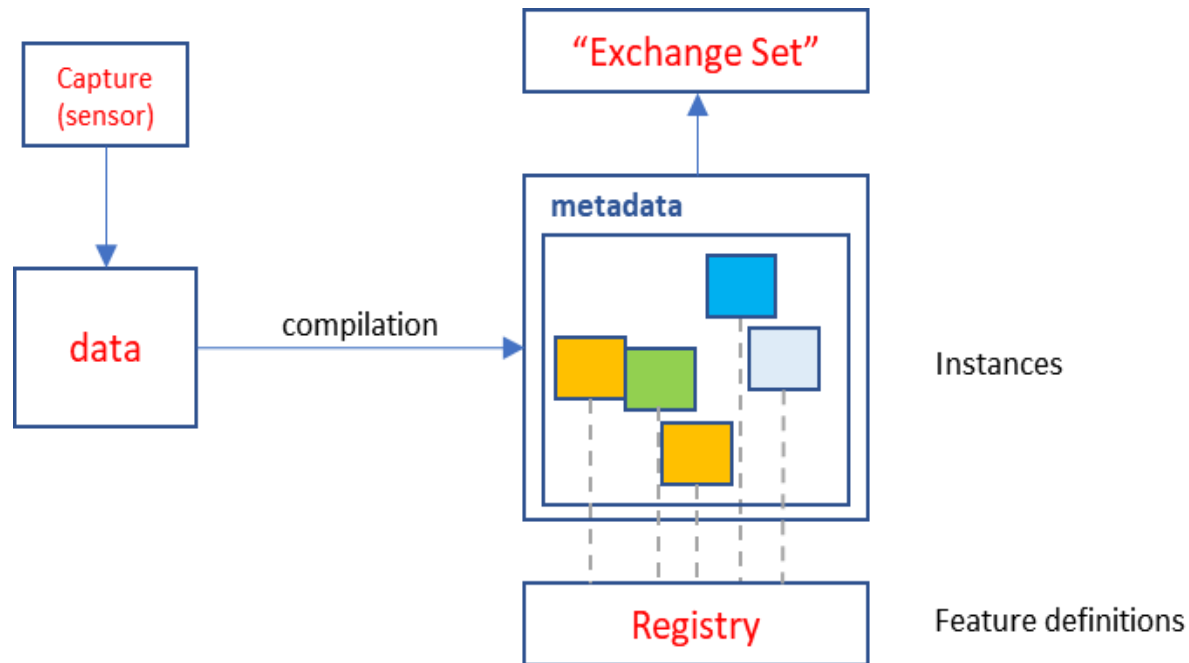 “Exchange Set”
Capture
(sensor)
metadata
data
compilation
Instances
Registry
Feature definitions